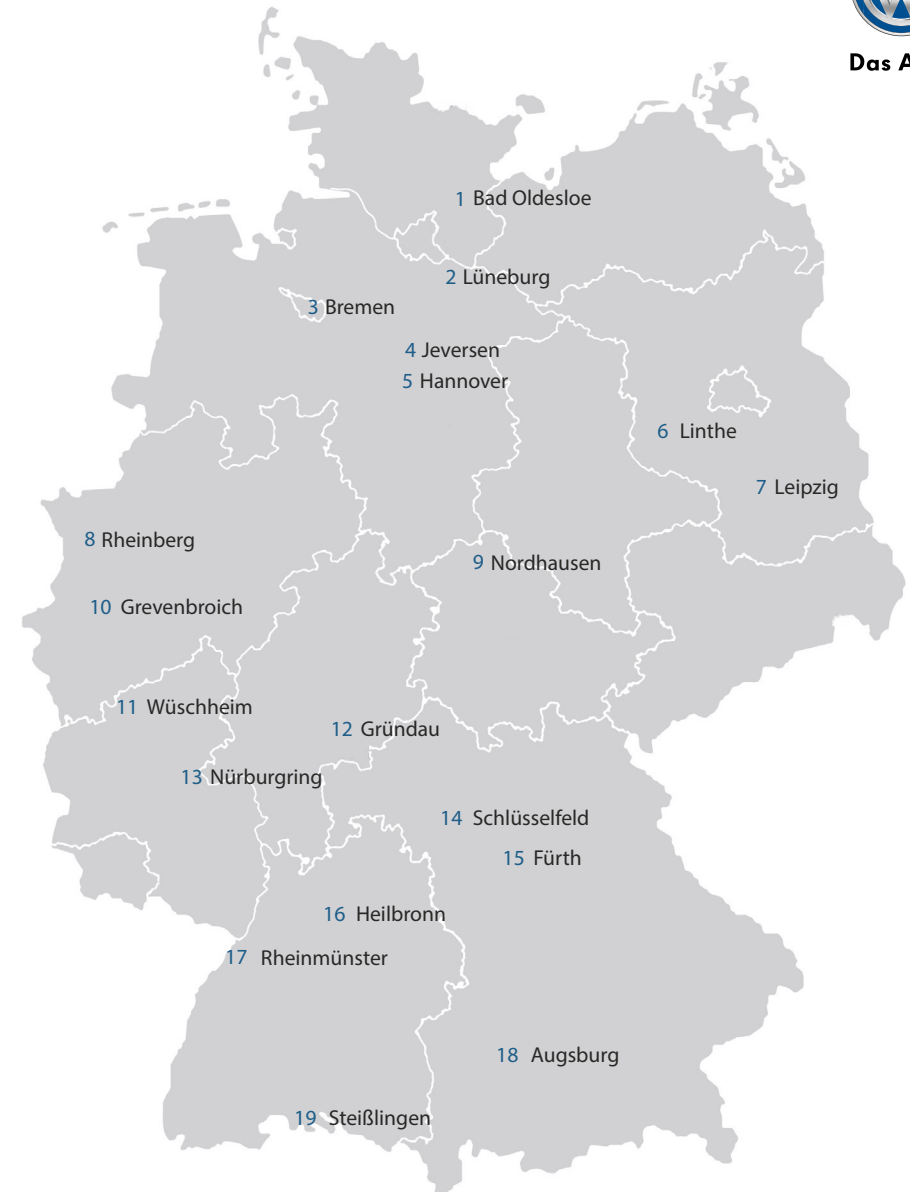 Das A
1 Bad Oldesloe
2 Lüneburg
3 Bremen
4 Jeversen
5 Hannover
6 Linthe
7 Leipzig
8 Rheinberg
9 Nordhausen
10 Grevenbroich
11 Wüschheim
12 Gründau
13 Nürburgring
14 Schlüsselfeld
15 Fürth
16 Heilbronn
17 Rheinmünster
18 Augsburg
19 Steißlingen